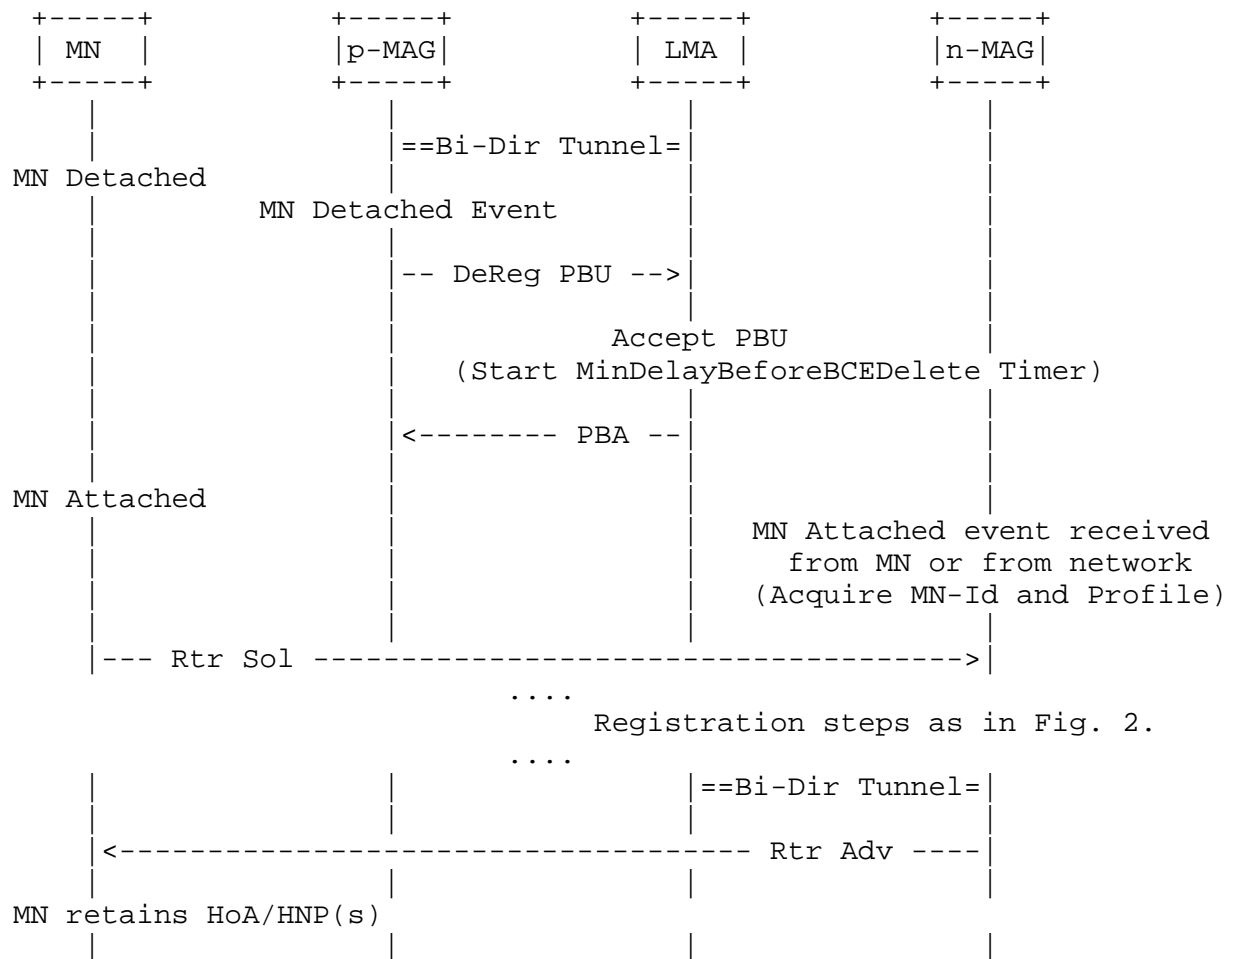 +-----+ +-----+ +-----+ +-----+
| MN | |p-MAG| | LMA | |n-MAG|
+-----+ +-----+ +-----+ +-----+
|==Bi-Dir Tunnel=|
MN Detached
MN Detached Event
|-- DeReg PBU -->|
Accept PBU
(Start MinDelayBeforeBCEDelete Timer)
|<-------- PBA --|
MN Attached
MN Attached event received
from MN or from network
(Acquire MN-Id and Profile)
|--- Rtr Sol ------------------------------------->|
....
Registration steps as in Fig. 2.
....
|==Bi-Dir Tunnel=|
|<------------------------------------ Rtr Adv ----|
MN retains HoA/HNP(s)